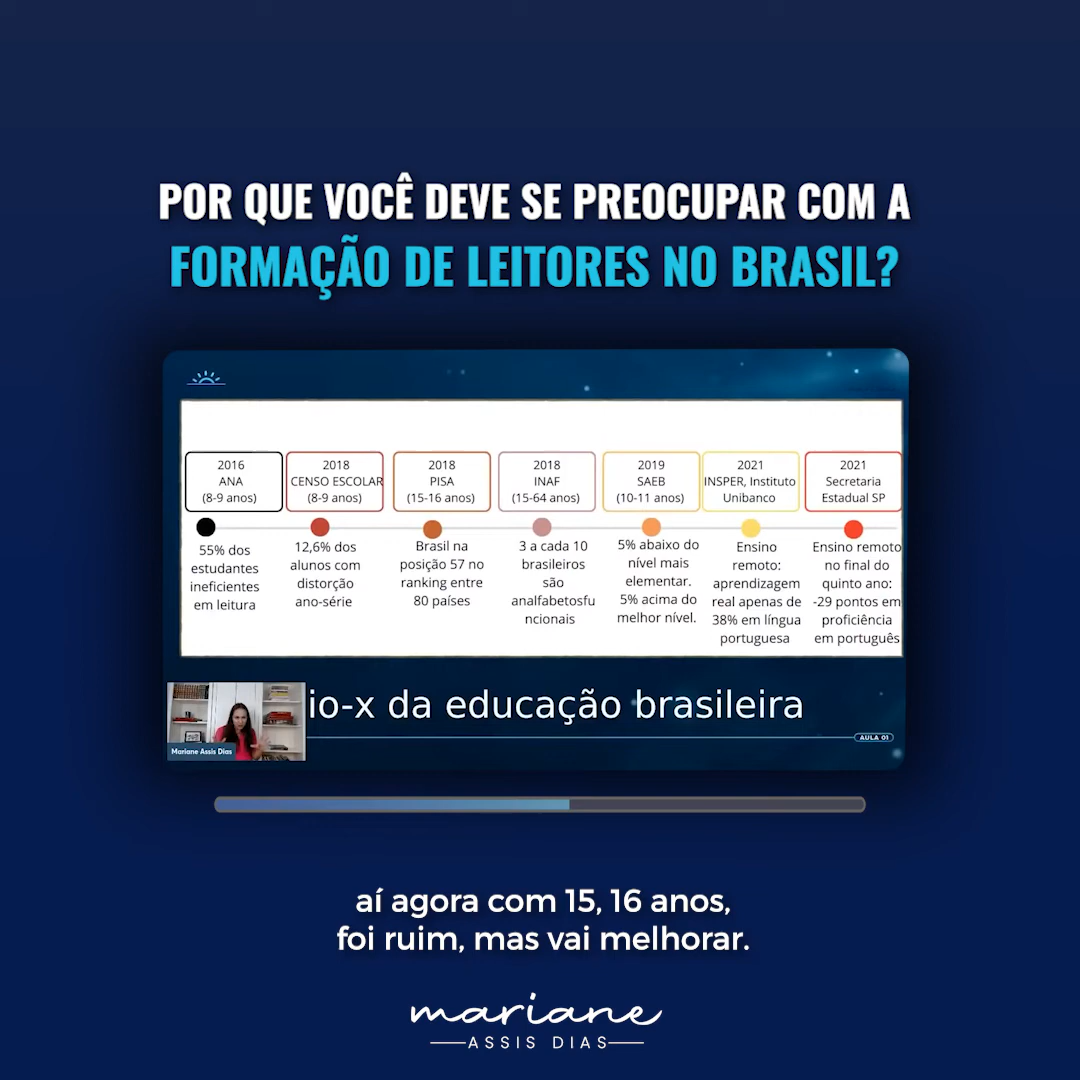 POR QUE VOCÊ DEVE SE PREOCUPAR COM A
FORMAÇÃO DE LEITORES NO BRASIL?
2016
ANA
(8-9 anos)
55% dos
estudantes
ineficientes
em leitura
2018
CENSO ESCOLAR
(8-9 anos)
12,6% dos
alunos com
distorção
ano-série
2018
PISA
(15-16 anos)
Brasil na
posição 57 no
ranking entre
80 países
2018
INAF
(15-64 anos)
3 a cada 10
brasileiros
são
analfabetosfu
ncionais
2019
SAEB
(10-11 anos)
5% abaixo do
nível mais
elementar.
5% acima do
melhor nível.
2021
INSPER, Instituto
Unibanco
Ensino
remoto:
aprendizagem
real apenas de
38% em língua
portuguesa
2021
Secretaria
Estadual SP
Ensino remoto
no final do
quinto ano:
-29 pontos em
proficiência
em português
io-x da educação brasileira
AULA 01
Mariane Assis Dias
aí agora com 15, 16 anos,
foi ruim, mas vai melhorar.
mariane
ASSIS DIAS